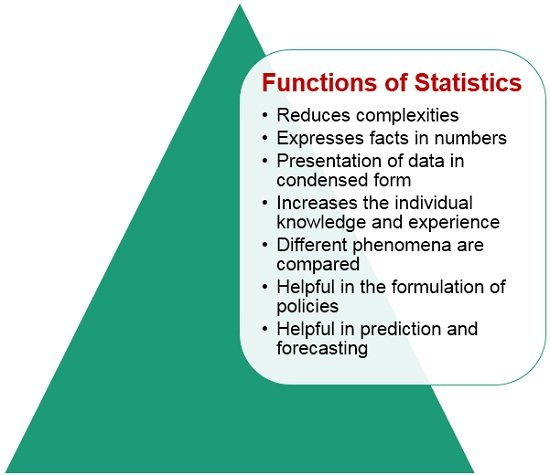 Functions of Statistics
• Reduces complexities
• Expresses facts in numbers
• Presentation of data in
condensed form
• Increases the individual
knowledge and experience
• Different phenomena are
compared
• Helpful in the formulation of
policies
• Helpful in prediction and
forecasting